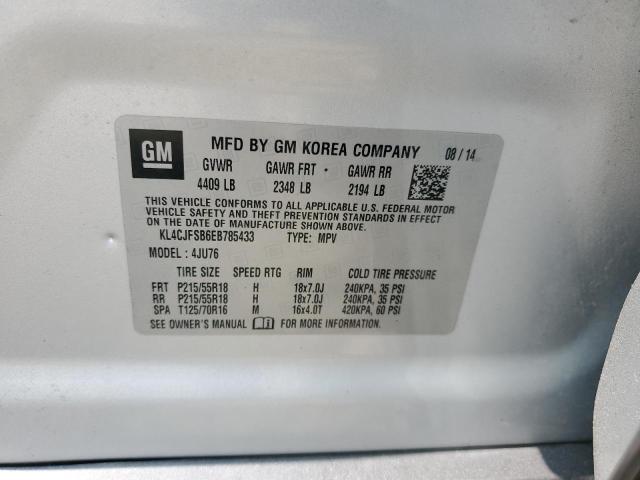 GM
MFD BY GM KOREA COMPANY 08/14
GVWR GAWR FRT GAWR RR
4409 LB 2348 LB 2194 LB
THIS VEHICLE CONFORMS TO ALL APPLICABLE U.S. FEDERAL MOTOR
VEHICLE SAFETY AND THEFT PREVENTION STANDARDS IN EFFECT
ON THE DATE OF MANUFACTURE SHOWN ABOVE.
KL4CJFSB6EB785433 TYPE: MPV
MODEL: 4JU76
TIRE SIZE SPEED RTG RIM COLD TIRE PRESSURE
FRT P215/55R18 H 18x7.0J 240KPA, 35 PSI
RR P215/55R18 H 18x7.0J 240KPA, 35 PSI
SPA T125/70R16 M 16x4.0T 420KPA, 60 PSI
SEE OWNER'S MANUAL i FOR MORE INFORMATION.